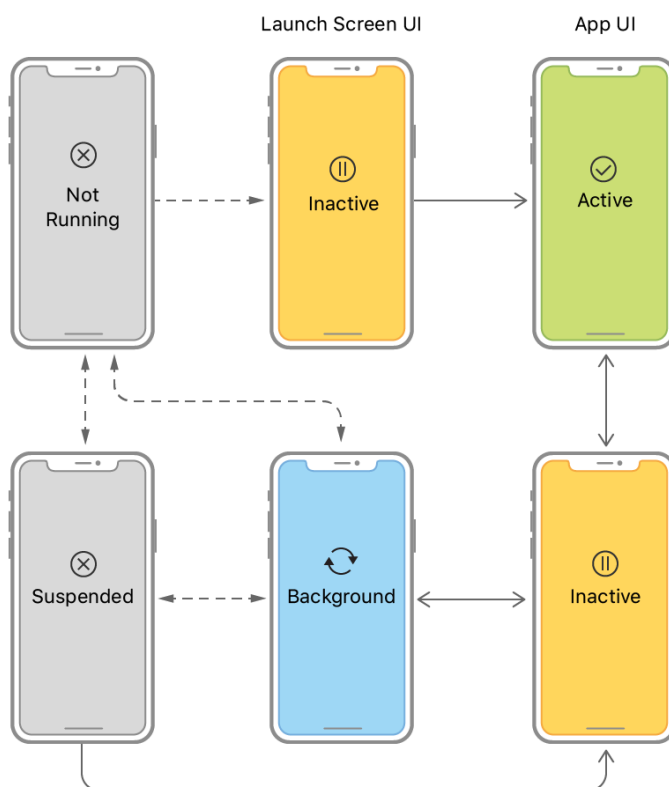 Launch Screen UI
App UI
Not
Running
Inactive
Active
Suspended
Background
Inactive